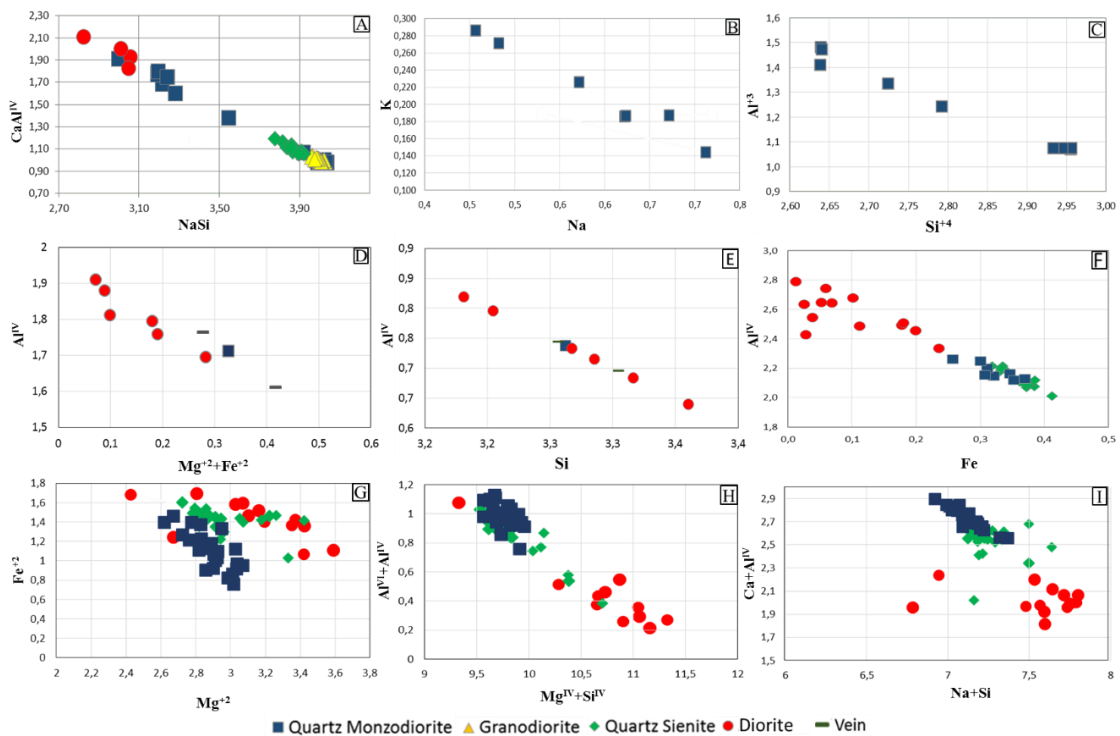 A
CaAl^IV
2,30
2,10
1,90
1,70
1,50
1,30
1,10
0,90
0,70
2,70 3,10 3,50 3,90
NaSi
B
K
0,300
0,280
0,260
0,240
0,220
0,200
0,180
0,160
0,140
0,120
0,100
0,4 0,5 0,5 0,6 0,6 0,7 0,7 0,8
Na
C
Al^+3
1,6
1,5
1,4
1,3
1,2
1,1
1,0
0,9
2,60 2,65 2,70 2,75 2,80 2,85 2,90 2,95 3,00
Si^+4
D
Al^IV
2
1,9
1,8
1,7
1,6
1,5
0 0,1 0,2 0,3 0,4 0,5 0,6
Mg^+2+Fe^+2
E
Al^IV
0,9
0,8
0,8
0,7
0,7
0,6
3,2 3,2 3,3 3,3 3,4 3,4
Si
F
Al^IV
3,0
2,8
2,6
2,4
2,2
2,0
1,8
0,0 0,1 0,2 0,3 0,4 0,5
Fe
G
Fe^+2
1,8
1,6
1,4
1,2
1
0,8
0,6
0,4
0,2
0
2 2,2 2,4 2,6 2,8 3 3,2 3,4 3,6 3,8
Mg^+2
H
Al^VI+Al^IV
1,2
1
0,8
0,6
0,4
0,2
0
9 9,5 10 10,5 11 11,5 12
Mg^IV+Si^IV
I
Ca+Al^IV
2,9
2,7
2,5
2,3
2,1
1,9
1,7
1,5
6 6,5 7 7,5 8
Na+Si
Quartz Monzodiorite Granodiorite Quartz Sienite Diorite Vein